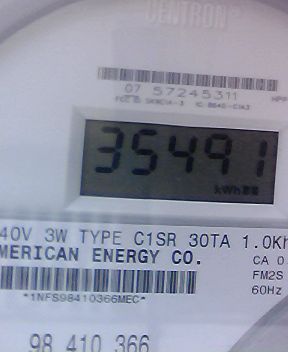 CENTRON®
07 57245311
35491
kWh
40V 3W TYPE C1SR 30TA 1.0Kh
MERICAN ENERGY CO.
CA 0
FM2S
60Hz
*1NFS98410366MEC*
98 410 366